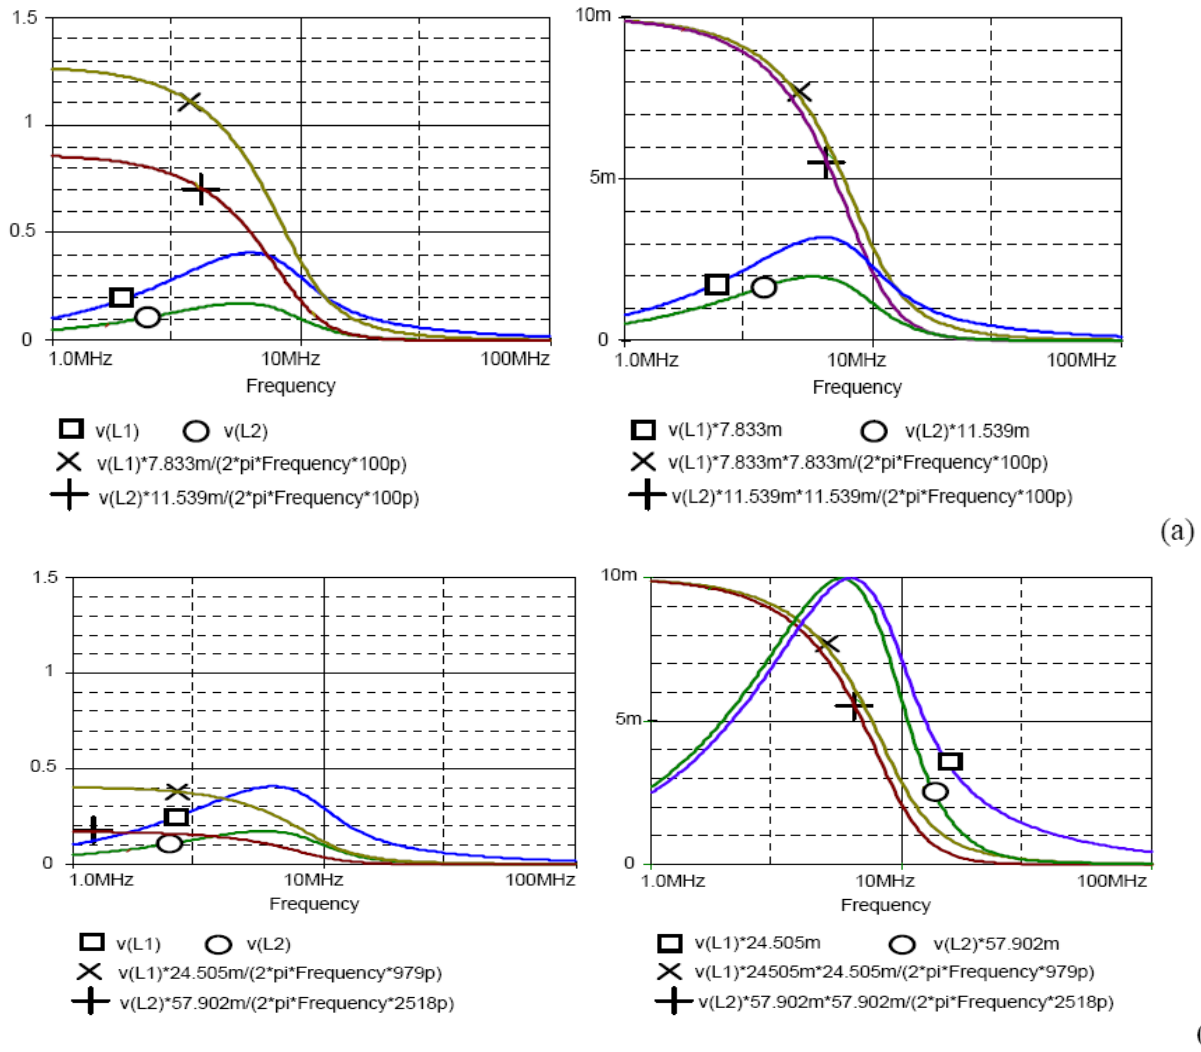 1.5
1
0.5
0
1.0MHz 10MHz 100MHz
Frequency
v(L1) v(L2)
v(L1)*7.833m/(2*pi*Frequency*100p)
v(L2)*11.539m/(2*pi*Frequency*100p)
10m
5m
0
1.0MHz 10MHz 100MHz
Frequency
v(L1)*7.833m v(L2)*11.539m
v(L1)*7.833m*7.833m/(2*pi*Frequency*100p)
v(L2)*11.539m*11.539m/(2*pi*Frequency*100p)
(a)
1.5
1
0.5
0
1.0MHz 10MHz 100MHz
Frequency
v(L1) v(L2)
v(L1)*24.505m/(2*pi*Frequency*979p)
v(L2)*57.902m/(2*pi*Frequency*2518p)
10m
5m
0
1.0MHz 10MHz 100MHz
Frequency
v(L1)*24.505m v(L2)*57.902m
v(L1)*24505m*24.505m/(2*pi*Frequency*979p)
v(L2)*57.902m*57.902m/(2*pi*Frequency*2518p)